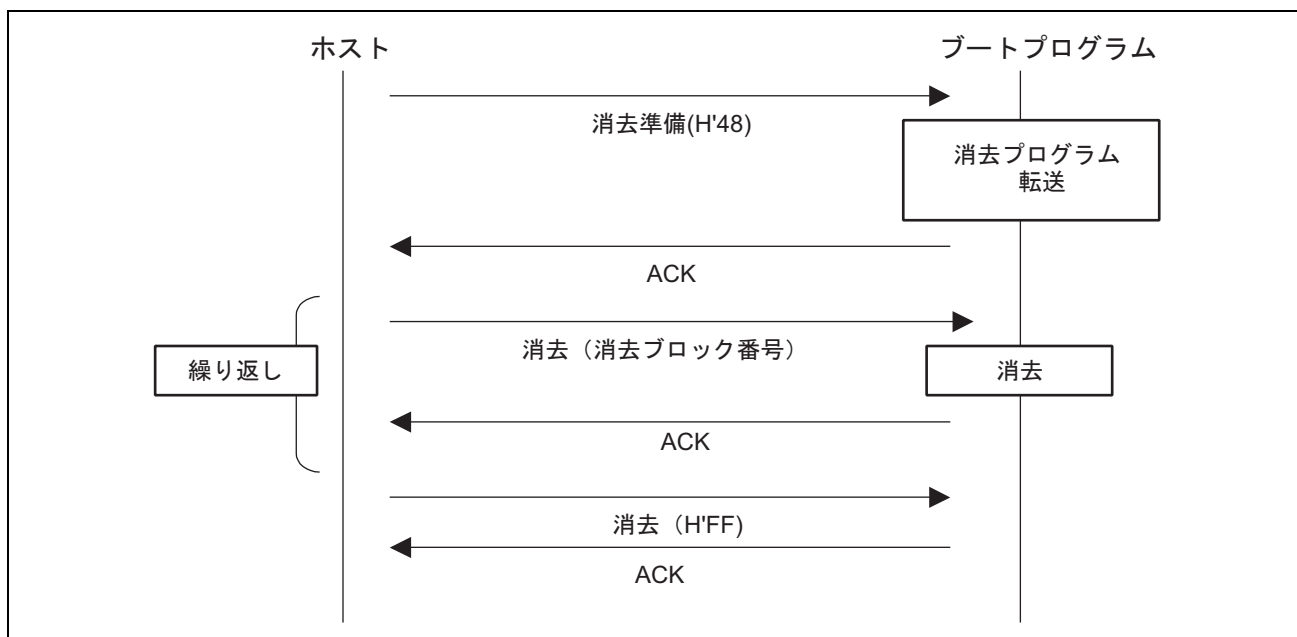 ホスト
ブートプログラム
消去準備(H'48)
消去プログラム
転送
ACK
消去（消去ブロック番号）
繰り返し
消去
ACK
消去（H'FF)
ACK